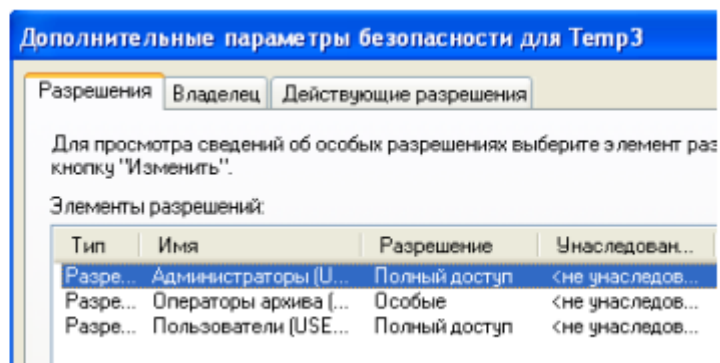 Дополнительные параметры безопасности для Temp3
Разрешения Владелец Действующие разрешения
Для просмотра сведений об особых разрешениях выберите элемент раз
кнопку "Изменить".
Элементы разрешений:
Тип Имя Разрешение Унаследован...
Разре... Администраторы (U... Полный доступ <не унаследов...
Разре... Операторы архива (... Особые <не унаследов...
Разре... Пользователи (USE... Полный доступ <не унаследов...